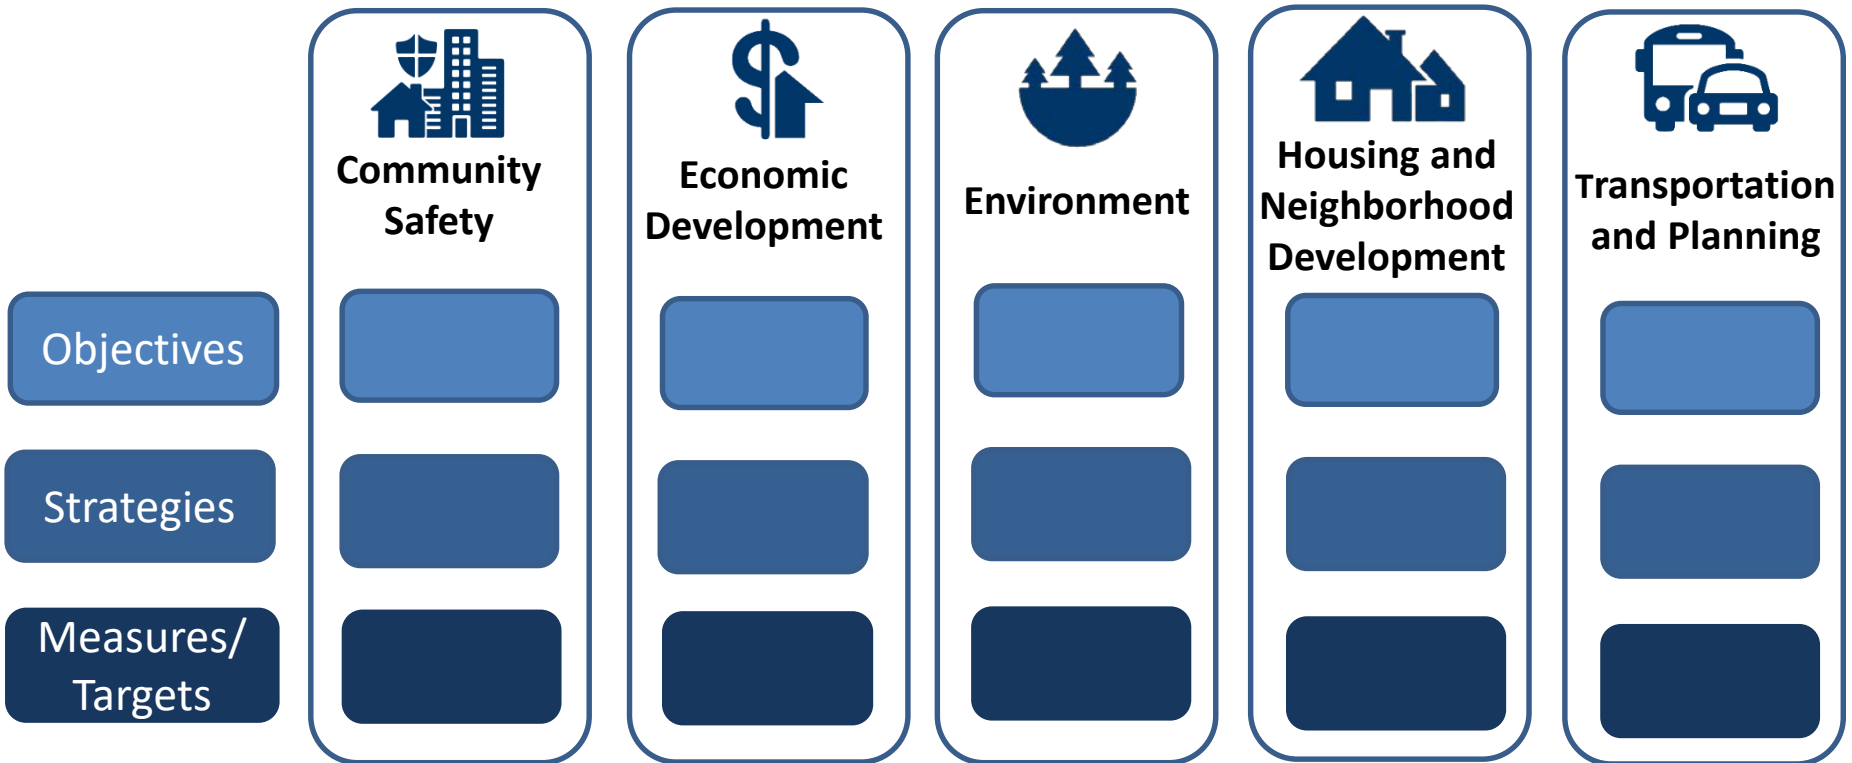 Community
Safety
Economic
Development
Environment
Housing and
Neighborhood
Development
Transportation
and Planning
Objectives
Strategies
Measures/
Targets